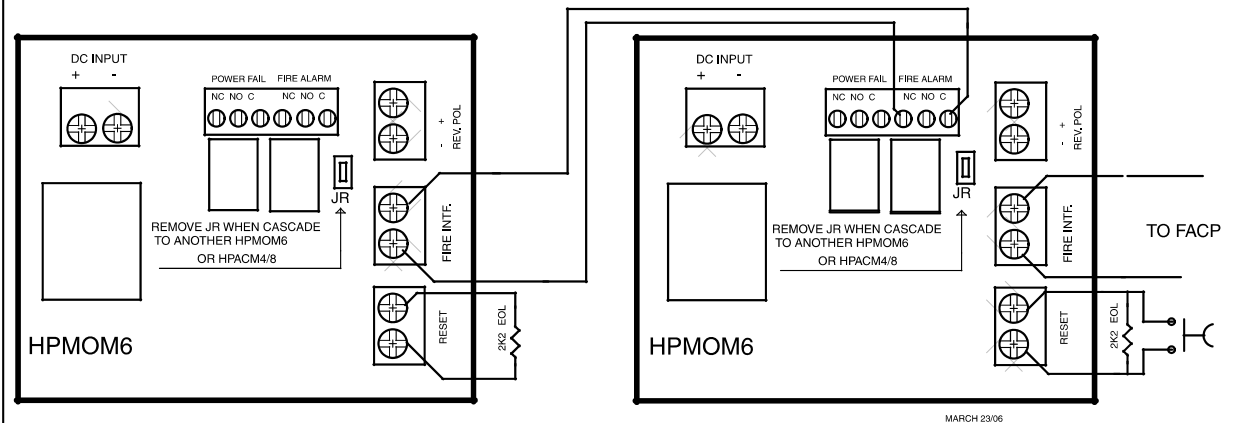 DC INPUT
+ -
POWER FAIL FIRE ALARM
NC NO C NC NO C
+
-
REV. POL
JR
REMOVE JR WHEN CASCADE
TO ANOTHER HPMOM6
OR HPACM4/8
FIRE INTF.
RESET
2K2 EOL
HPMOM6
DC INPUT
+ -
POWER FAIL FIRE ALARM
NC NO C NC NO C
+
-
REV. POL
JR
REMOVE JR WHEN CASCADE
TO ANOTHER HPMOM6
OR HPACM4/8
FIRE INTF.
TO FACP
RESET
2K2 EOL
HPMOM6
MARCH 23/06